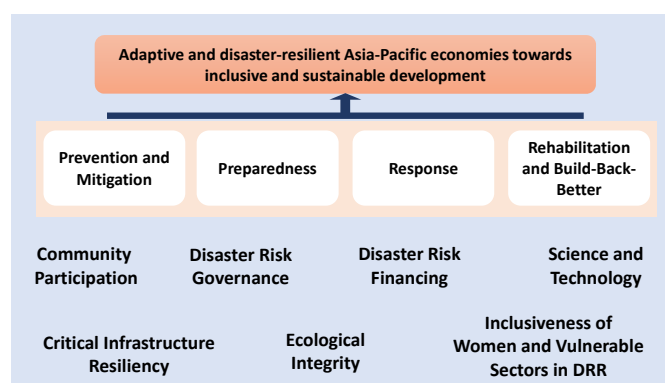 Adaptive and disaster-resilient Asia-Pacific economies towards
inclusive and sustainable development
Prevention and
Mitigation
Preparedness
Response
Rehabilitation
and Build-Back-
Better
Community
Participation
Disaster Risk
Governance
Disaster Risk
Financing
Science and
Technology
Critical Infrastructure
Resiliency
Ecological
Integrity
Inclusiveness of
Women and Vulnerable
Sectors in DRR